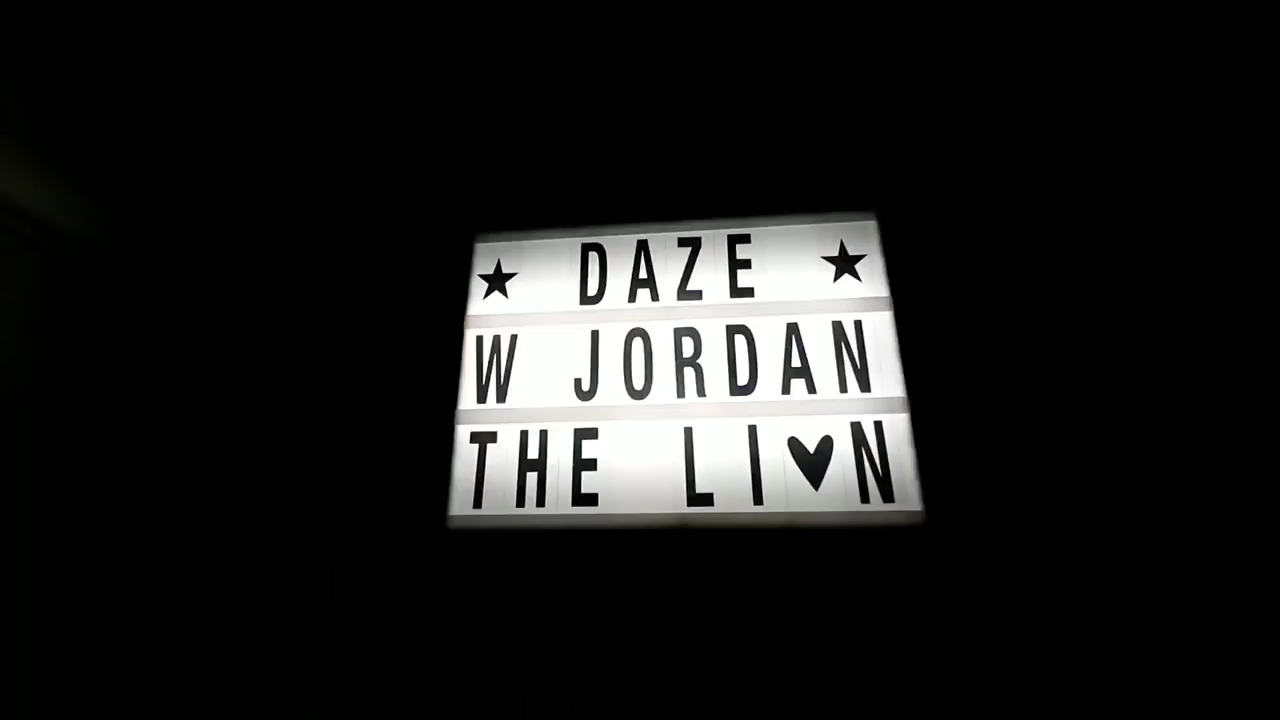 ★ DAZE ★
W JORDAN
THE LI♥N